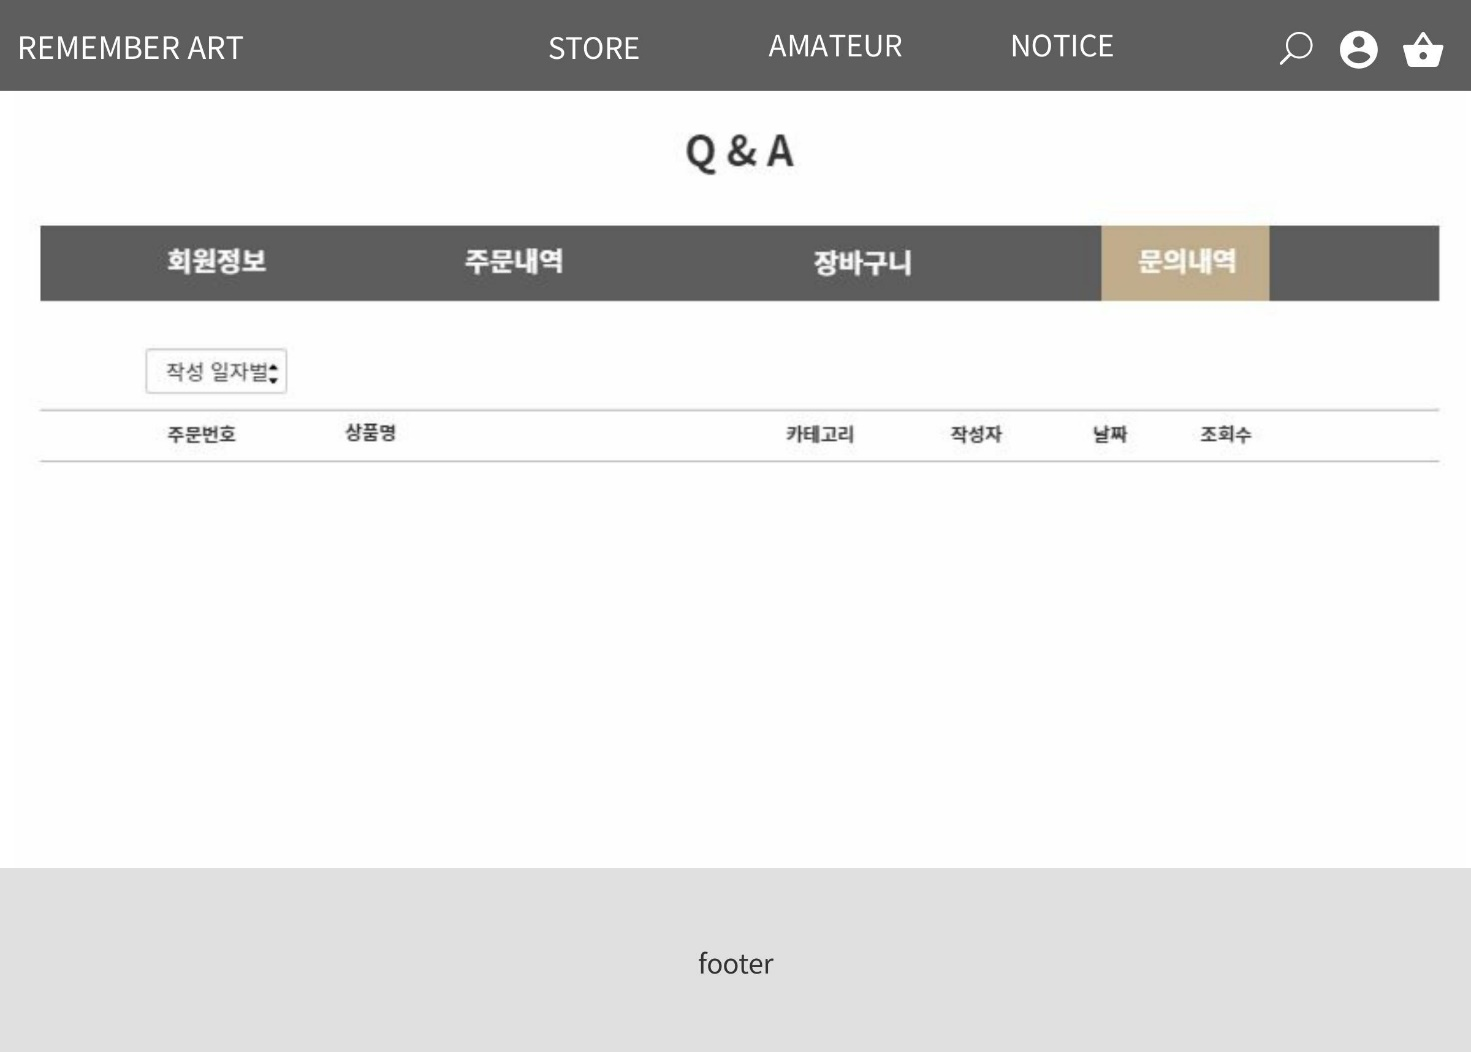 REMEMBER ART STORE AMATEUR NOTICE
Q & A
회원정보 주문내역 장바구니 문의내역
작성 일자별
주문번호 상품명 카테고리 작성자 날짜 조회수
footer